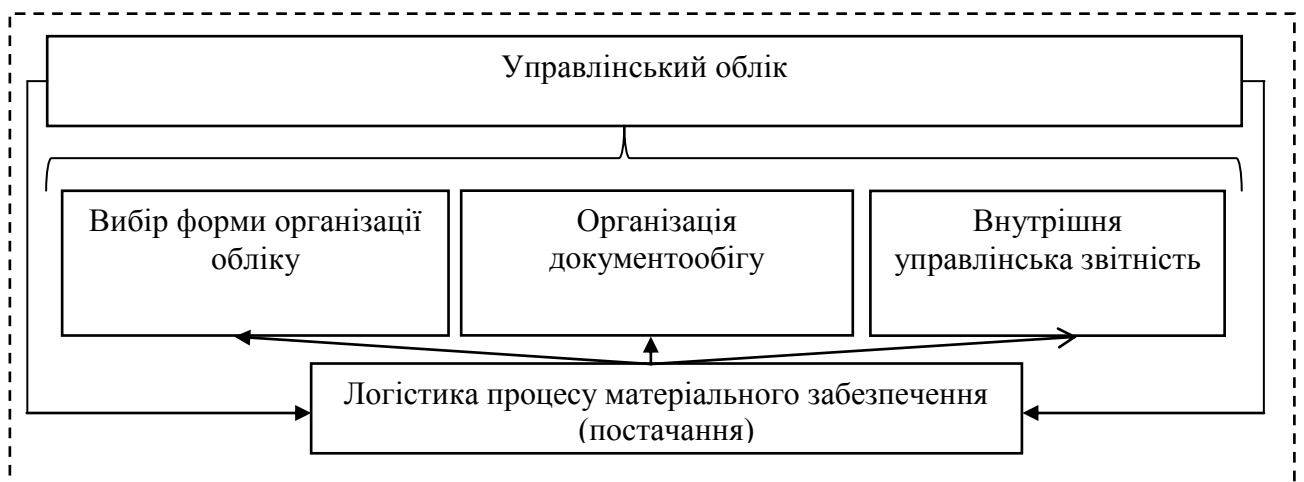 Управлінський облік
Вибір форми організації
обліку
Організація
документообігу
Внутрішня
управлінська звітність
Логістика процесу матеріального забезпечення
(постачання)